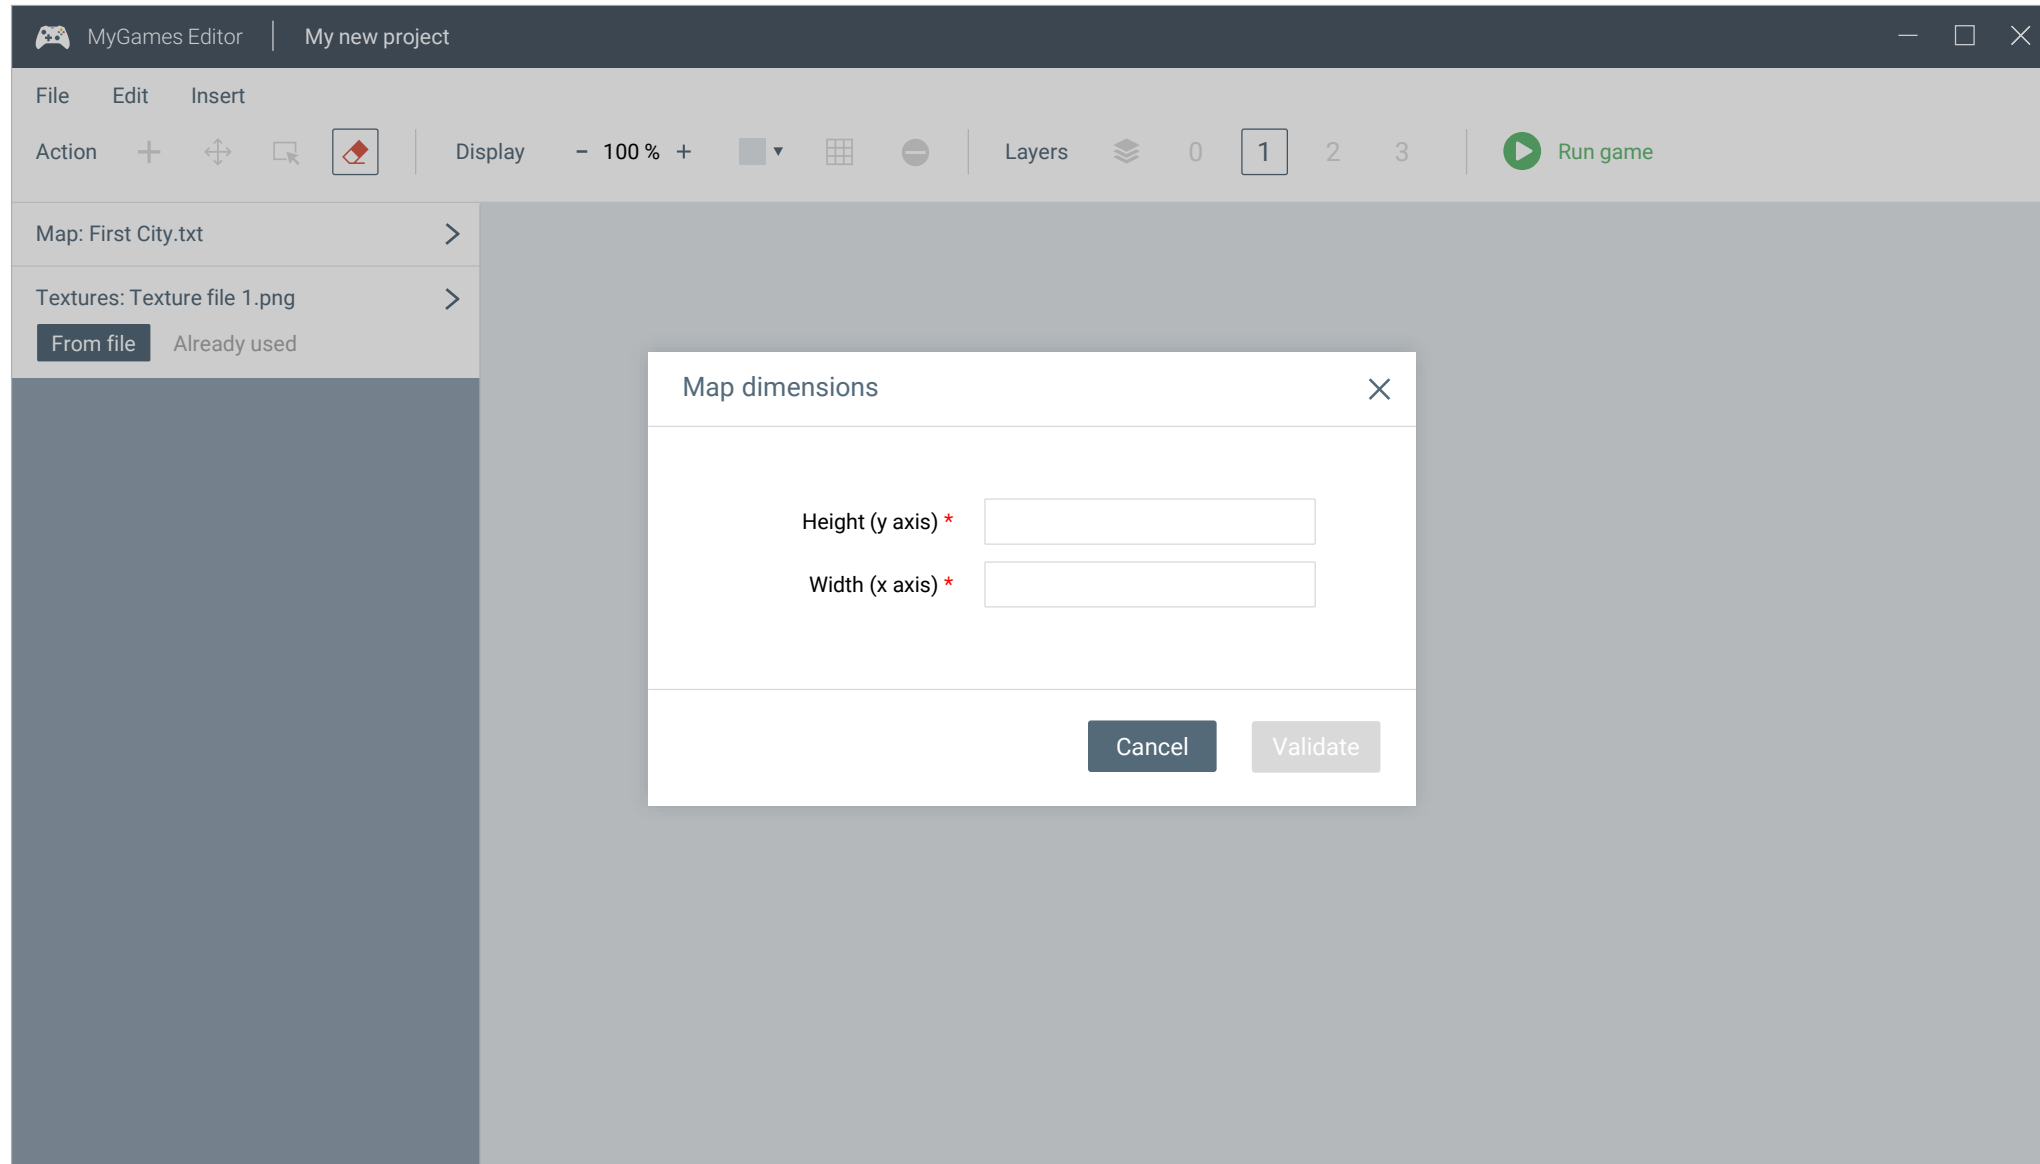 MyGames Editor My new project
File Edit Insert
Action Display - 100 % + Layers 0 1 2 3 Run game
Map: First City.txt
Textures: Texture file 1.png
From file Already used
Map dimensions
Height (y axis) *
Width (x axis) *
Cancel Validate